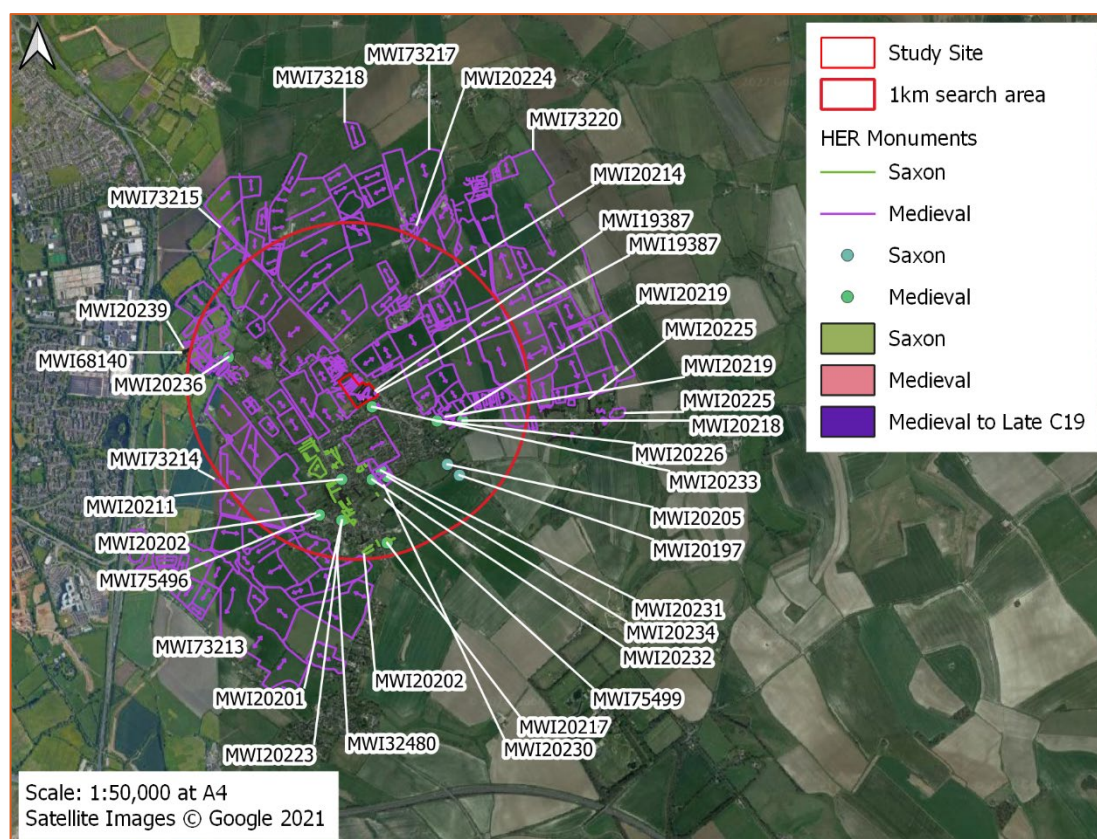 MWI73217
MWI73218
MWI20224
MWI73220
MWI20214
MWI73215
MWI19387
MWI19387
MWI20219
MWI20239
MWI20225
MWI68140
MWI20219
MWI20236
MWI20225
MWI20218
MWI20226
MWI73214
MWI20233
MWI20211
MWI20205
MWI20202
MWI20197
MWI75496
MWI20231
MWI20234
MWI73213
MWI20232
MWI20202
MWI20201
MWI75499
MWI20217
MWI20223
MWI32480
MWI20230
Study Site
1km search area
HER Monuments
Saxon
Medieval
Saxon
Medieval
Saxon
Medieval
Medieval to Late C19
Scale: 1:50,000 at A4
Satellite Images © Google 2021